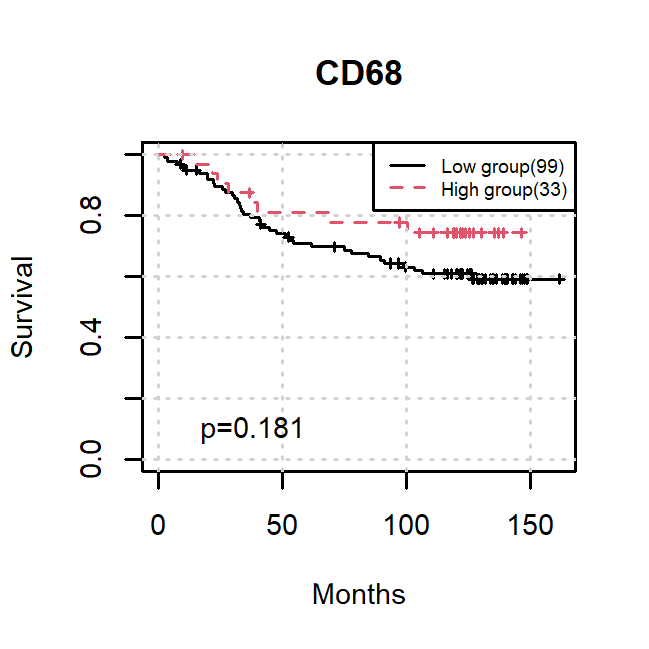 CD68
Low group(99)
High group(33)
Survival
0.8
0.4
0.0
p=0.181
0 50 100 150
Months